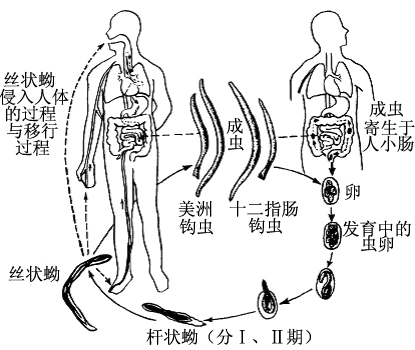 丝状蚴
侵入人体
的过程
与移行
过程
成
虫
美洲
钩虫
十二指肠
钩虫
成虫
寄生于
人小肠
卵
发育中的
虫卵
丝状蚴
杆状蚴（分Ⅰ、Ⅱ期）